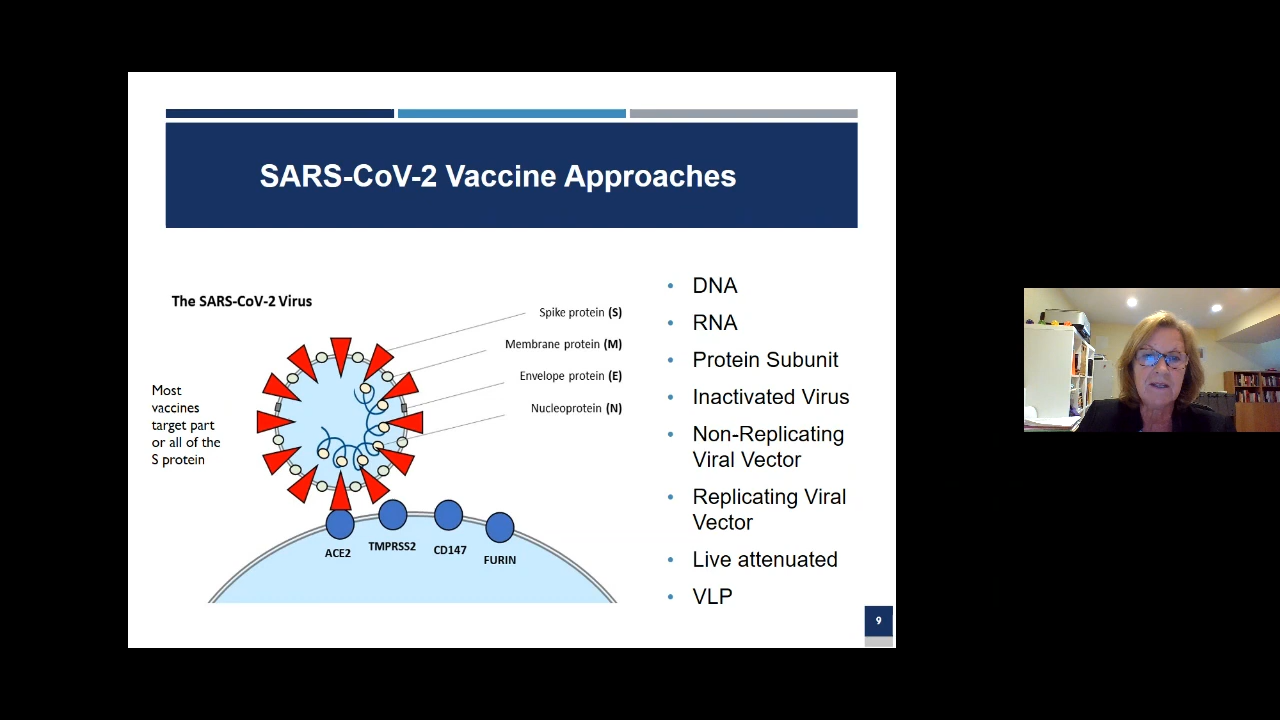 SARS-CoV-2 Vaccine Approaches
The SARS-CoV-2 Virus
Spike protein (S)
Membrane protein (M)
Envelope protein (E)
Nucleoprotein (N)
Most
vaccines
target part
or all of the
S protein
ACE2
TMPRSS2
CD147
FURIN
• DNA
• RNA
• Protein Subunit
• Inactivated Virus
• Non-Replicating
Viral Vector
• Replicating Viral
Vector
• Live attenuated
• VLP
9